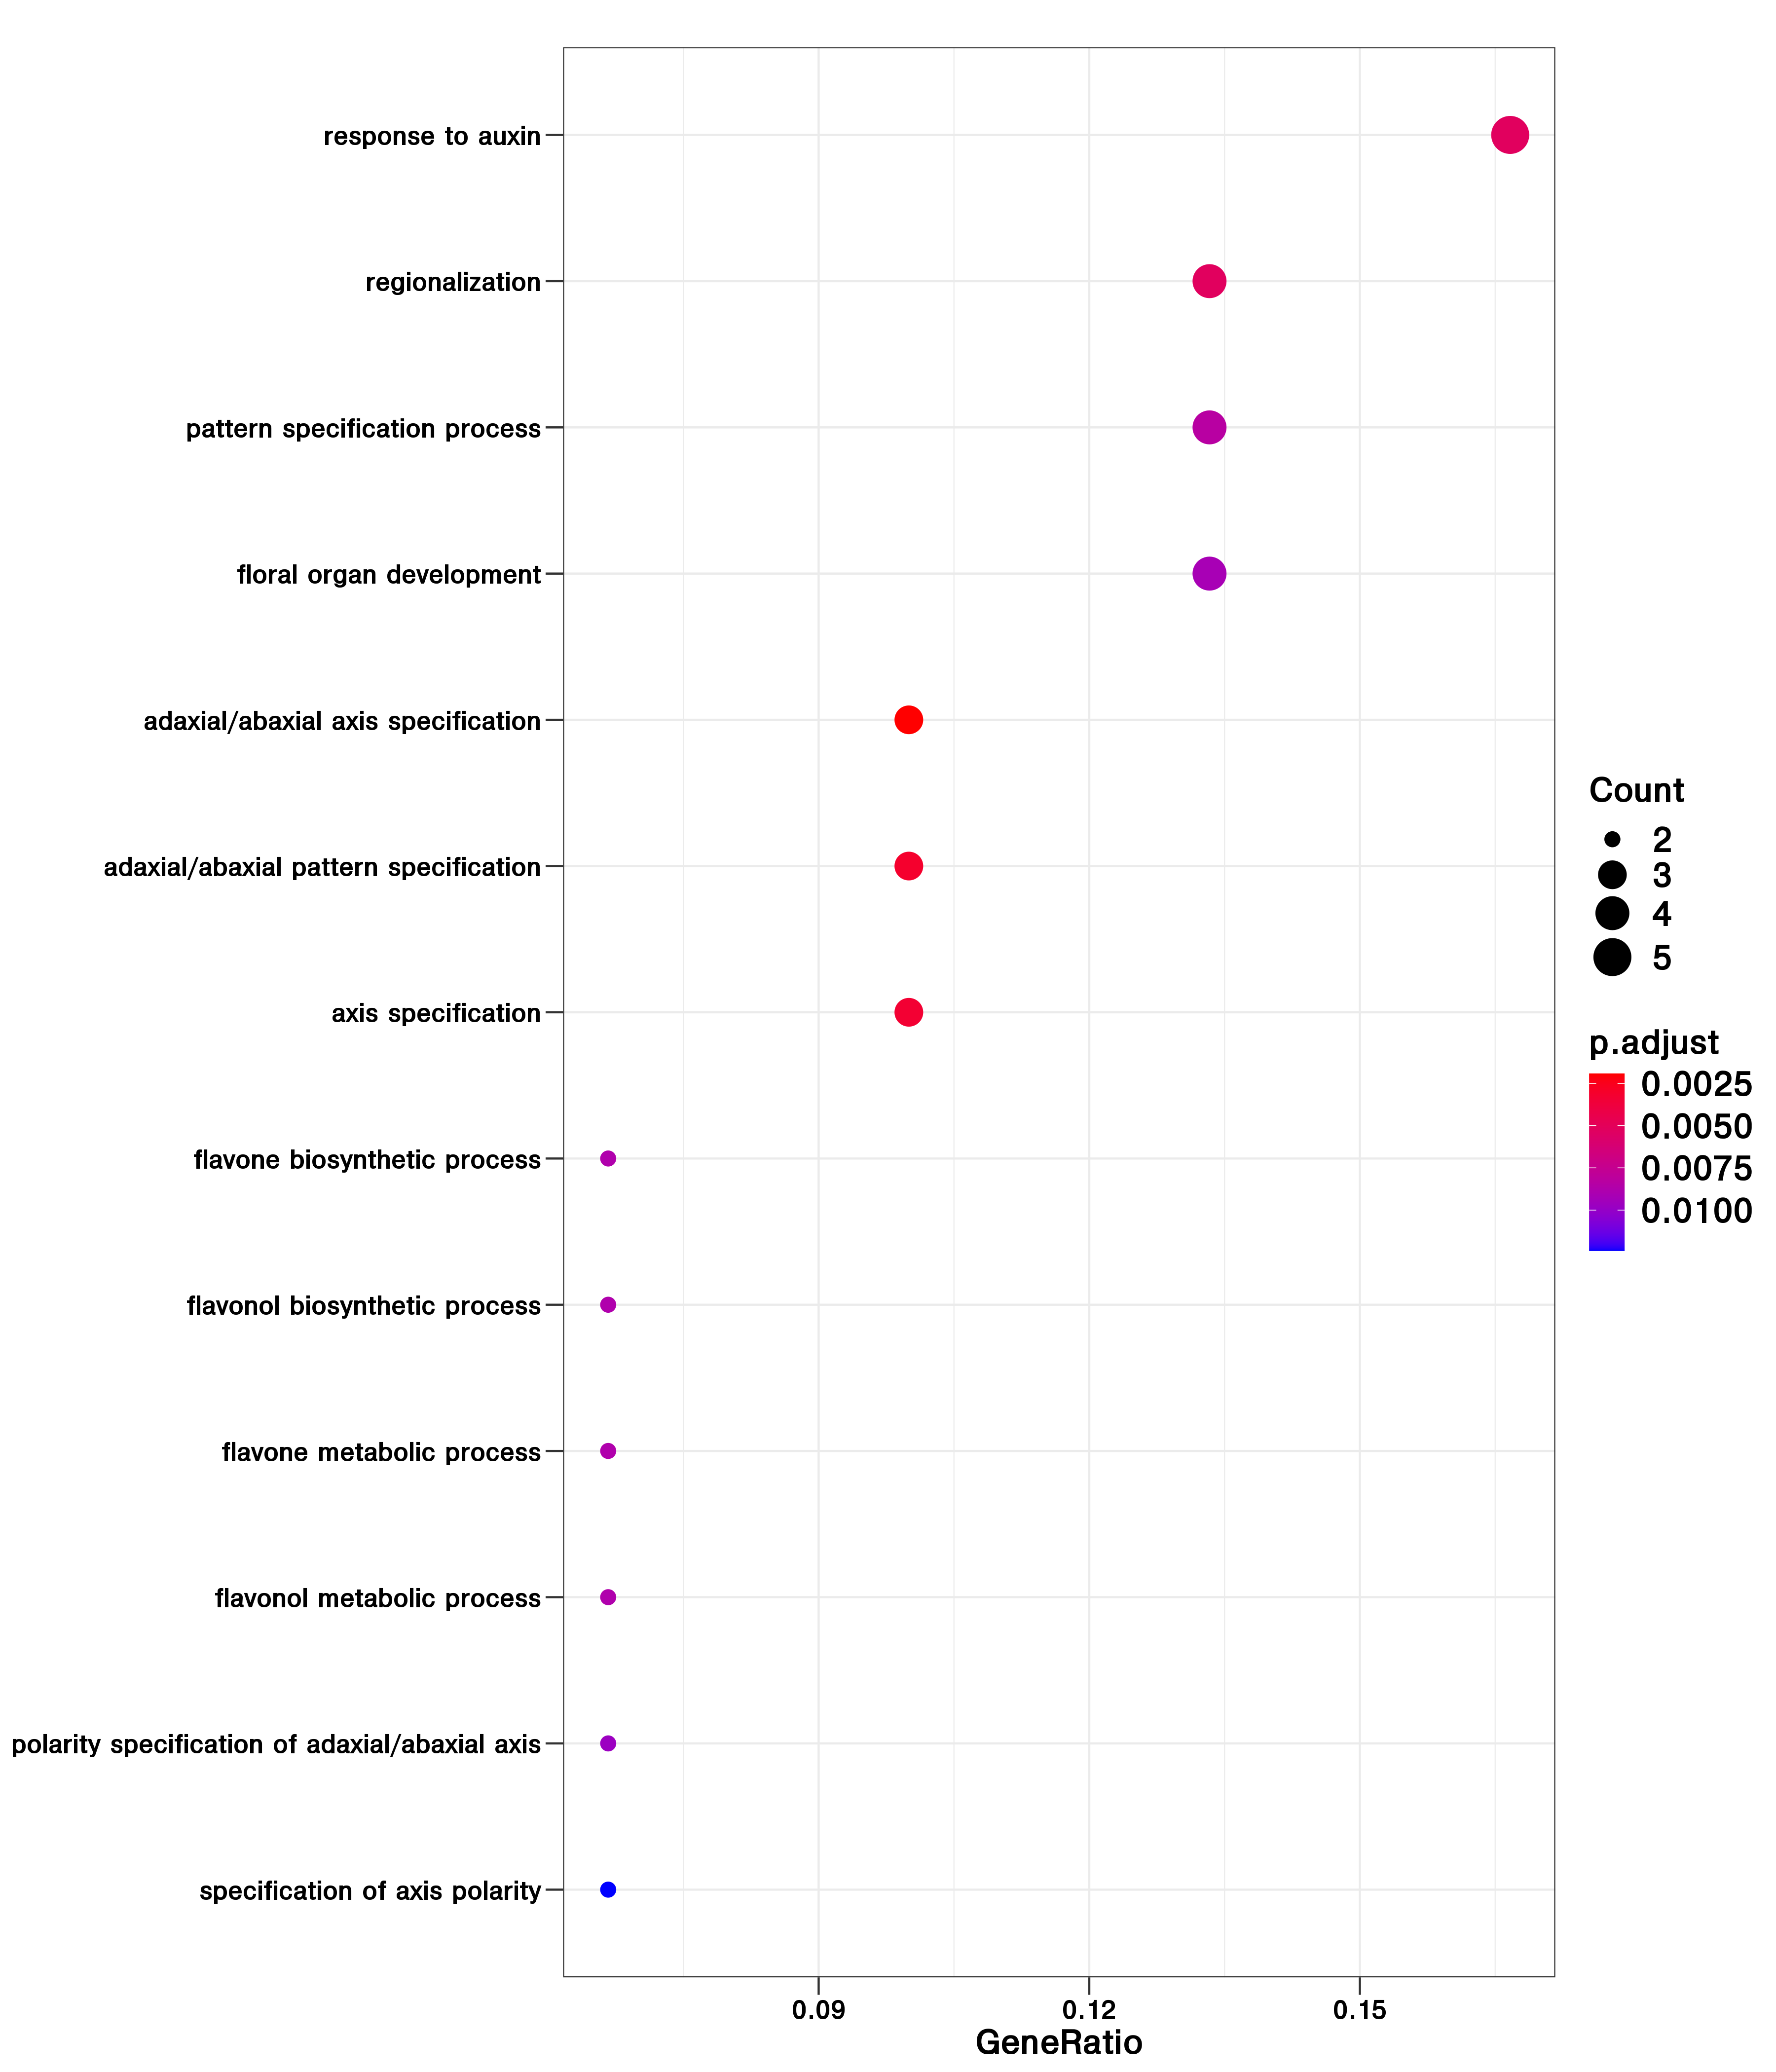 response to auxin
regionalization
pattern specification process
floral organ development
adaxial/abaxial axis specification
adaxial/abaxial pattern specification
axis specification
flavone biosynthetic process
flavonol biosynthetic process
flavone metabolic process
flavonol metabolic process
polarity specification of adaxial/abaxial axis
specification of axis polarity
0.09
0.12
0.15
GeneRatio
Count
2
3
4
5
p.adjust
0.0025
0.0050
0.0075
0.0100